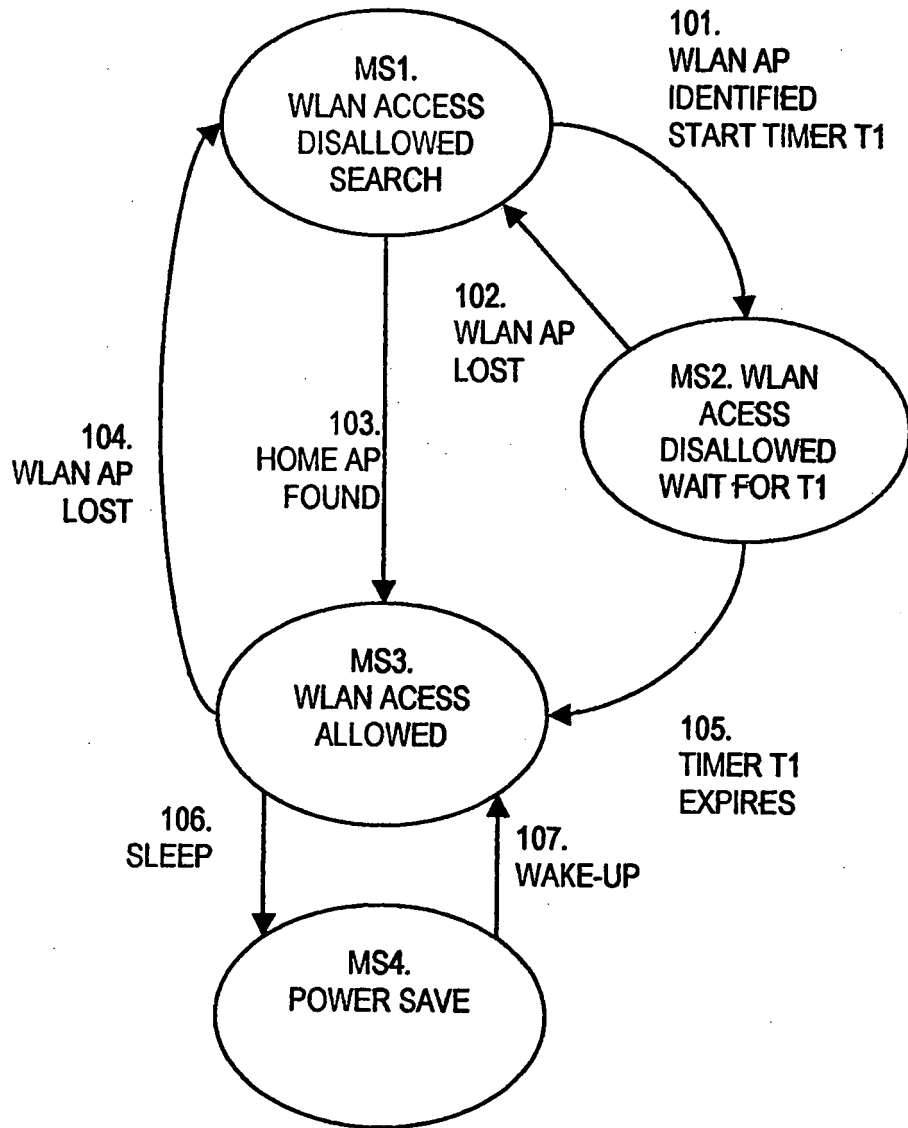 MS1.
WLAN ACCESS
DISALLOWED
SEARCH
101.
WLAN AP
IDENTIFIED
START TIMER T1
102.
WLAN AP
LOST
MS2. WLAN
ACESS
DISALLOWED
WAIT FOR T1
103.
HOME AP
FOUND
104.
WLAN AP
LOST
MS3.
WLAN ACESS
ALLOWED
105.
TIMER T1
EXPIRES
106.
SLEEP
107.
WAKE-UP
MS4.
POWER SAVE